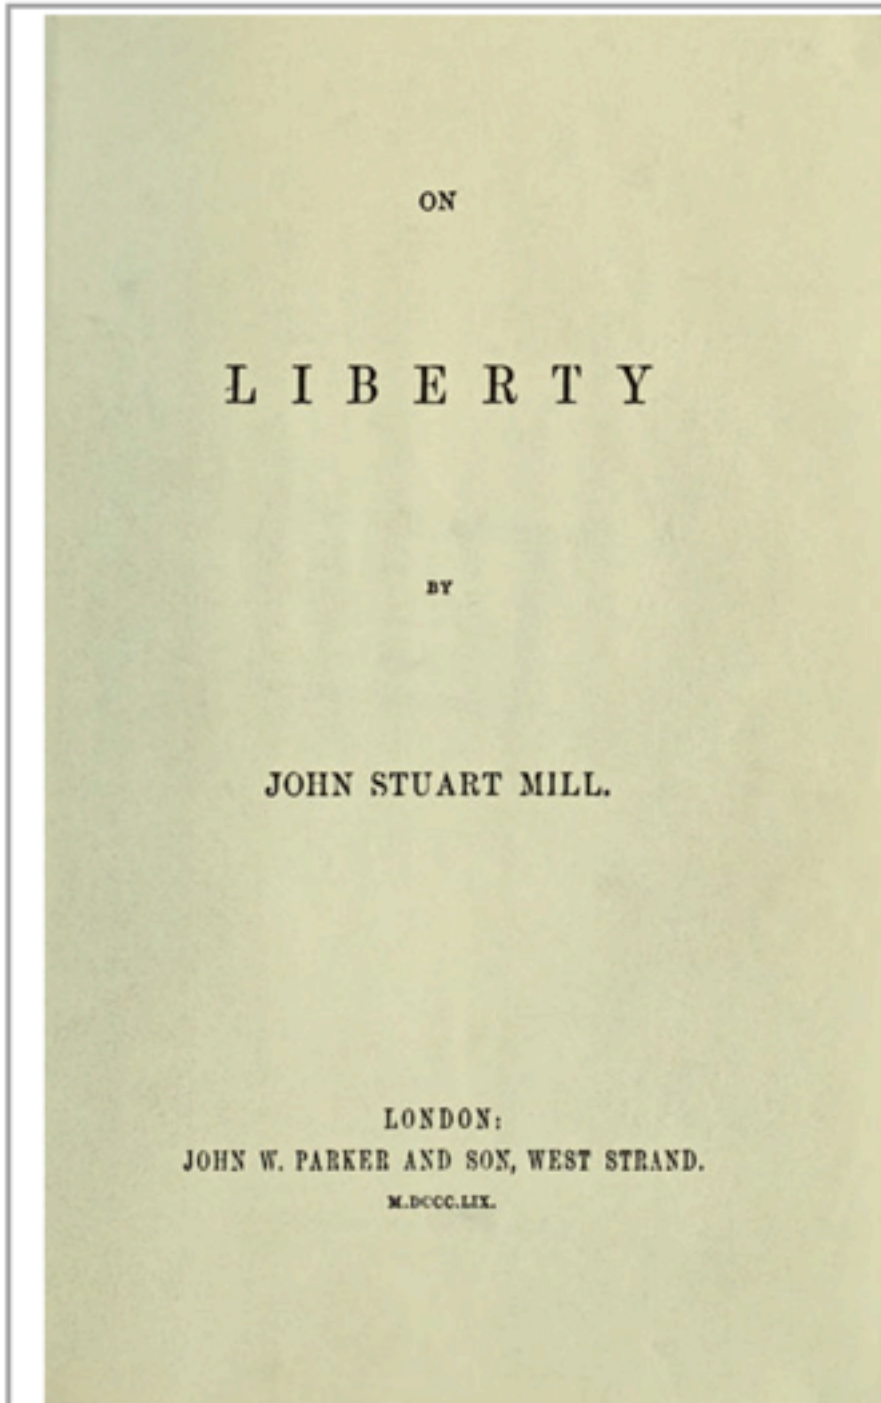 ON
LIBERTY
BY
JOHN STUART MILL.
LONDON:
JOHN W. PARKER AND SON, WEST STRAND.
M.DCCC.LIX.